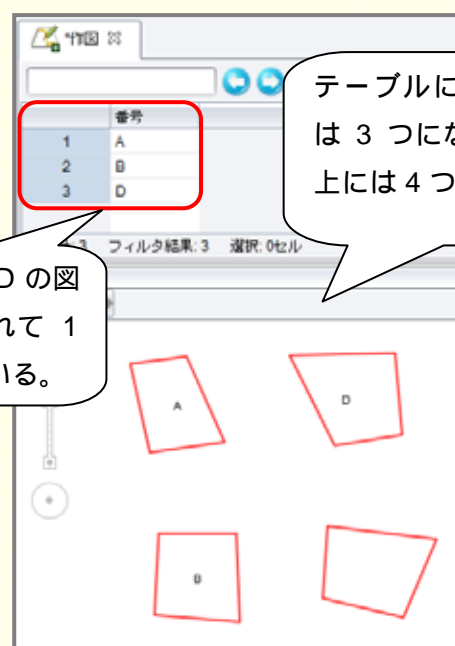 *作図
テーブルに
は 3 つにな
上には 4 つ
番号
1 A
2 B
3 D
3 フィルタ結果: 3 選択: 0セル
D の図
れて 1
いる。
A
D
B